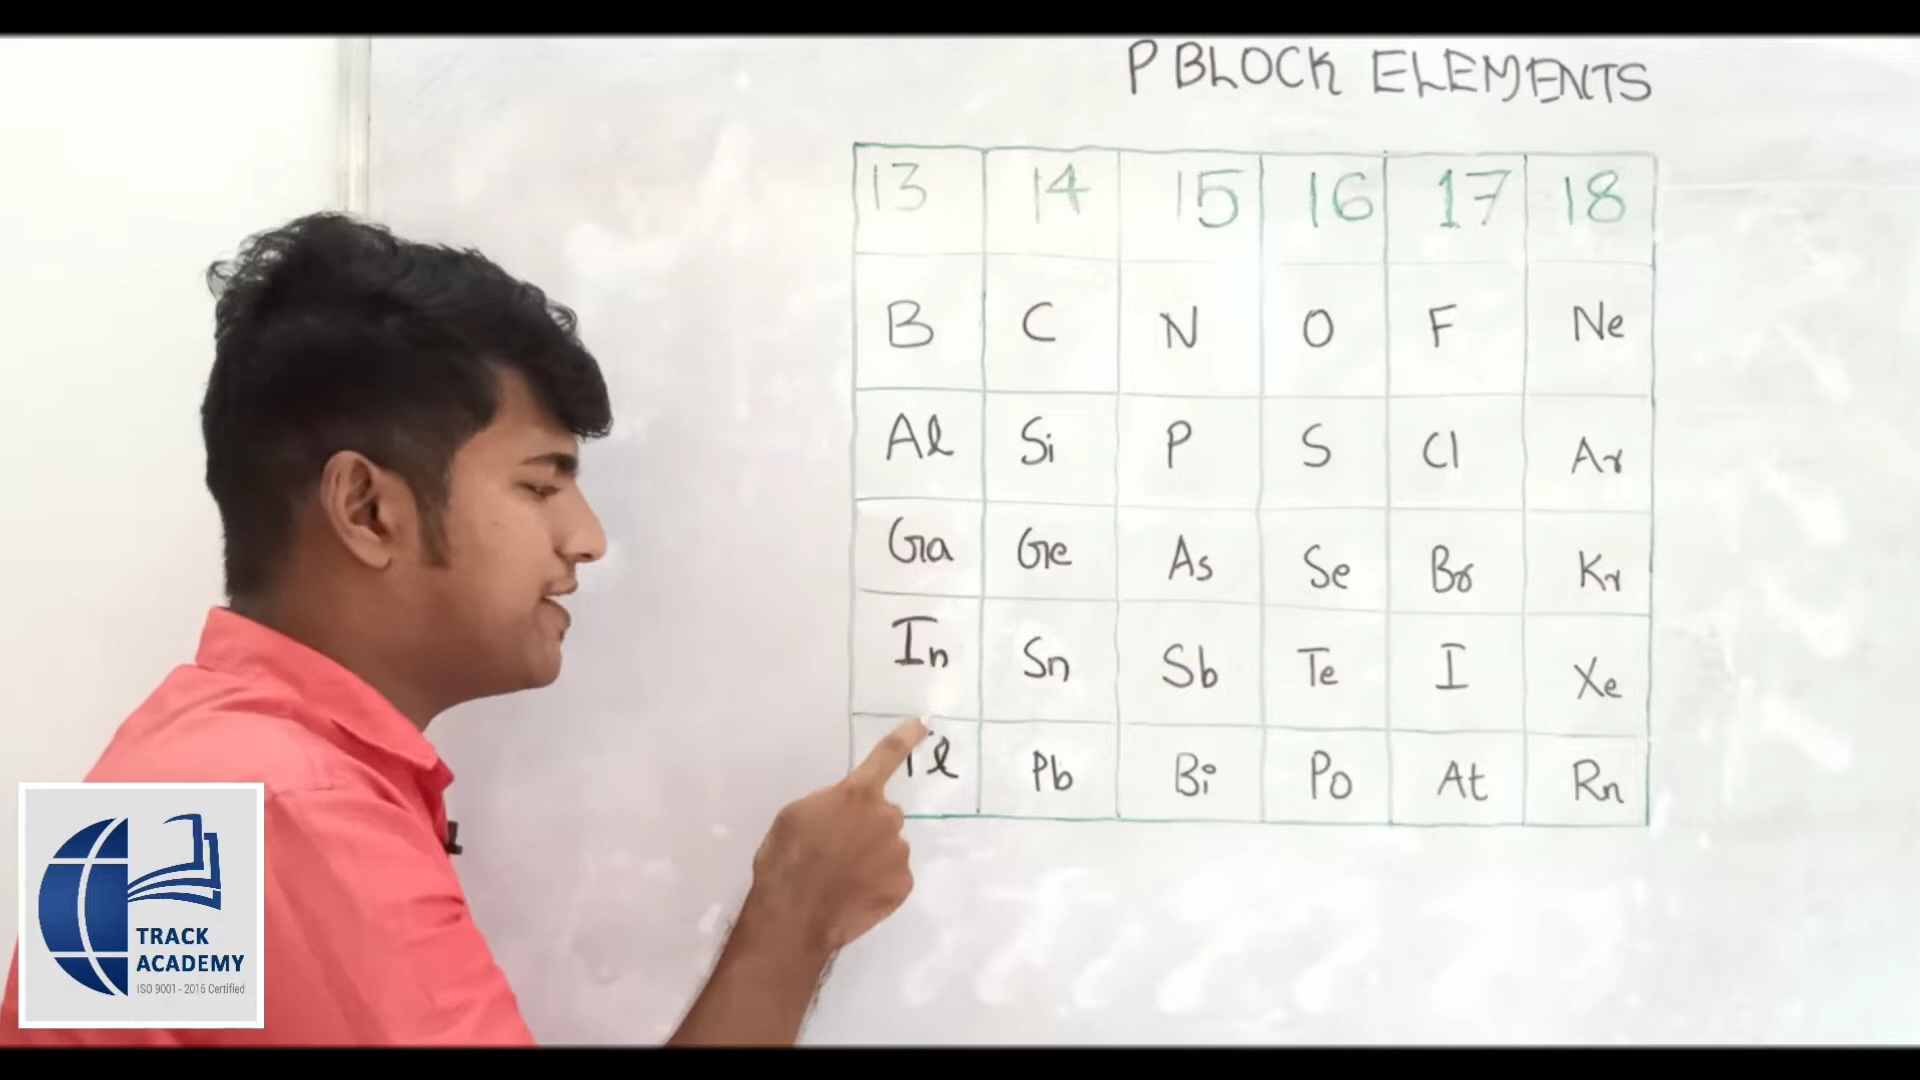 P BLOCK ELEMENTS
13 14 15 16 17 18
B C N O F Ne
Al Si P S Cl Ar
Ga Ge As Se Br Kr
In Sn Sb Te I Xe
Tl Pb Bi Po At Rn
TRACK
ACADEMY
ISO 9001 - 2015 Certified